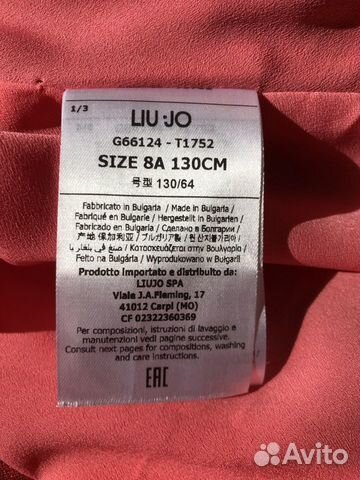 1/3
LIU·JO
G66124 - T1752
SIZE 8A 130CM
号型 130/64
Fabbricato in Bulgaria / Made in Bulgaria
Fabriqué en Bulgarie / Hergestellt in Bulgarien
Fabricado en Bulgaria / Сделано в Болгарии
产地 保加利亚 / ブルガリア製 / 원산지불가리아
صنع في بلغاريا / Κατασκευάζεται στην Βουλγαρία
Feito na Bulgária / Wyprodukowano w Bułgarii
Prodotto importato e distribuito da:
LIUJO SPA
Viale J.A.Fleming, 17
41012 Carpi (MO)
CF 02322360369
Per composizioni, istruzioni di lavaggio e
manutenzioni vedi pagine successive.
Consult next pages for compositions, washing
and care instructions.
EAC
Avito